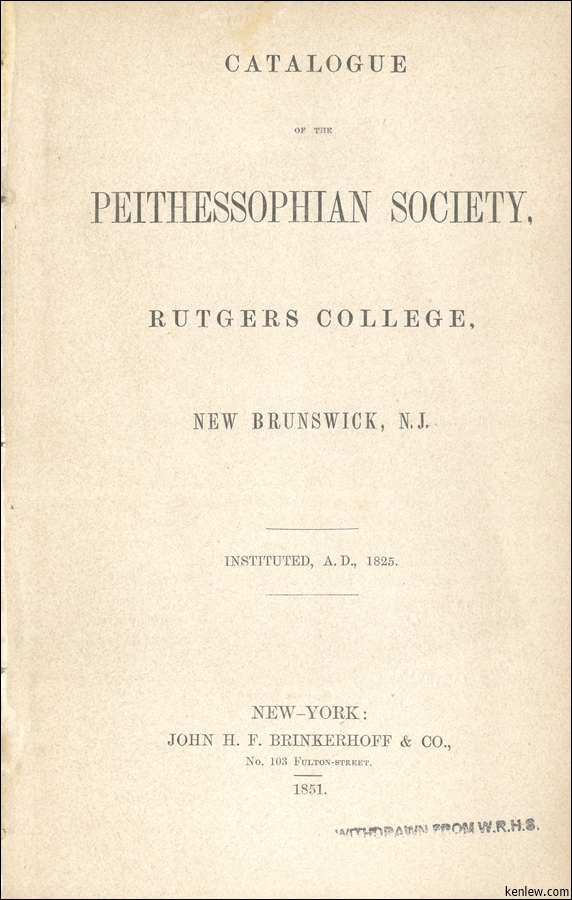 CATALOGUE
OF THE
PEITHESSOPHIAN SOCIETY,
RUTGERS COLLEGE,
NEW BRUNSWICK, N.J.
INSTITUTED, A.D., 1825.
NEW-YORK:
JOHN H. F. BRINKERHOFF & CO.,
No. 103 Fulton-street.
1851.
WITHDRAWN FROM W.R.H.S.
kenlew.com